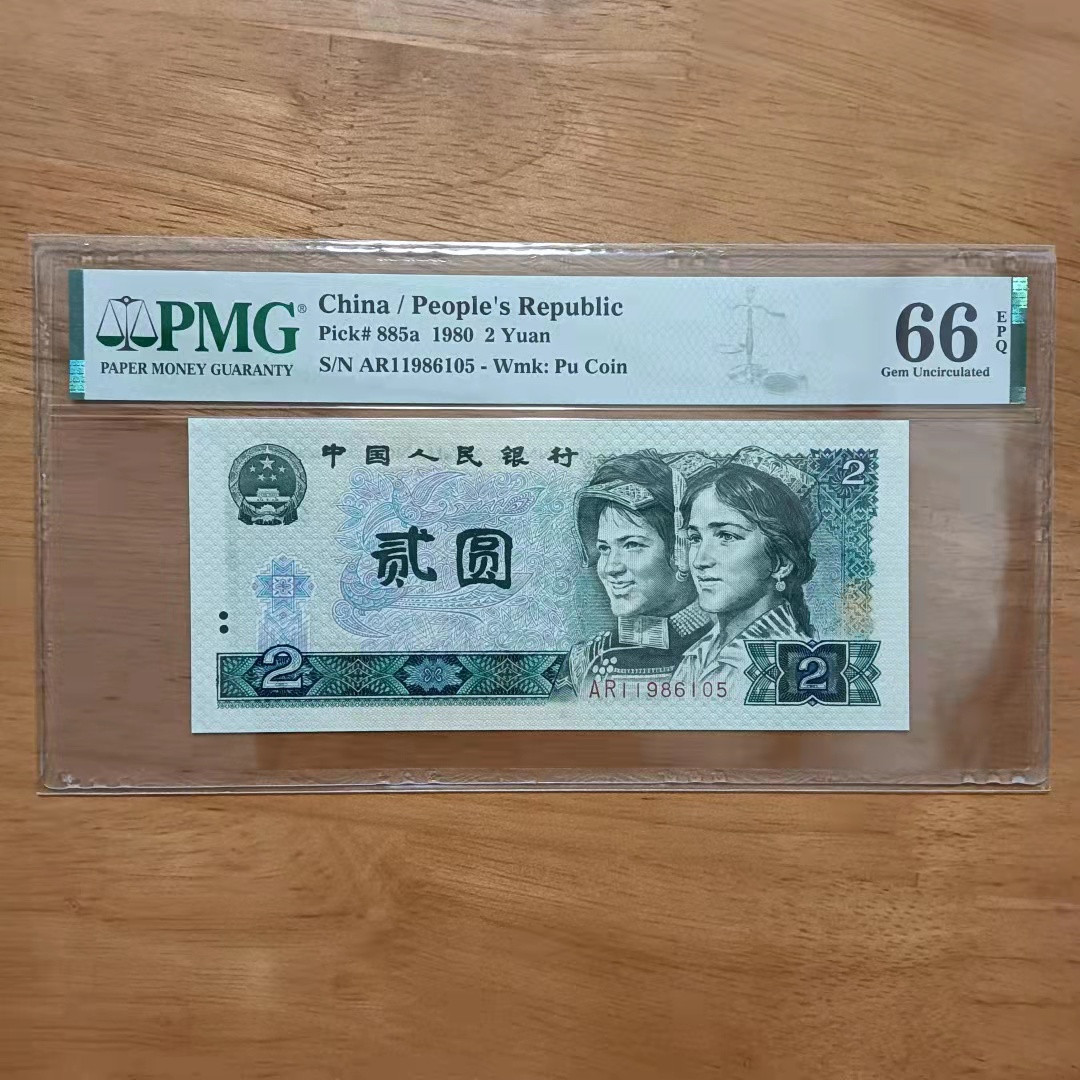 PMG®
PAPER MONEY GUARANTY
China / People's Republic
Pick# 885a 1980 2 Yuan
S/N AR11986105 - Wmk: Pu Coin
66
EPQ
Gem Uncirculated
中国人民银行
2
贰圆
2
AR11986105
2